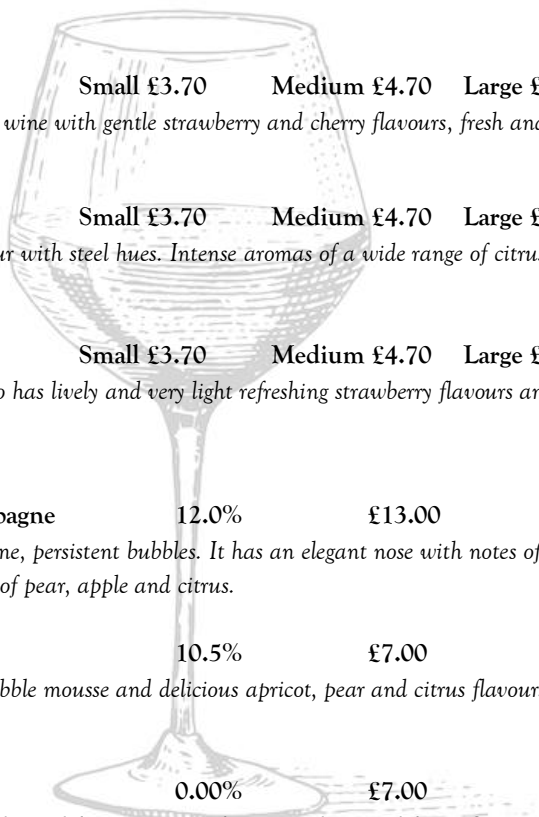 Small £3.70 Medium £4.70 Large £
wine with gentle strawberry and cherry flavours, fresh and
Small £3.70 Medium £4.70 Large £
ur with steel hues. Intense aromas of a wide range of citrus
Small £3.70 Medium £4.70 Large £
o has lively and very light refreshing strawberry flavours an
pagne 12.0% £13.00
ne, persistent bubbles. It has an elegant nose with notes of
of pear, apple and citrus.
10.5% £7.00
bble mousse and delicious apricot, pear and citrus flavour
0.00% £7.00